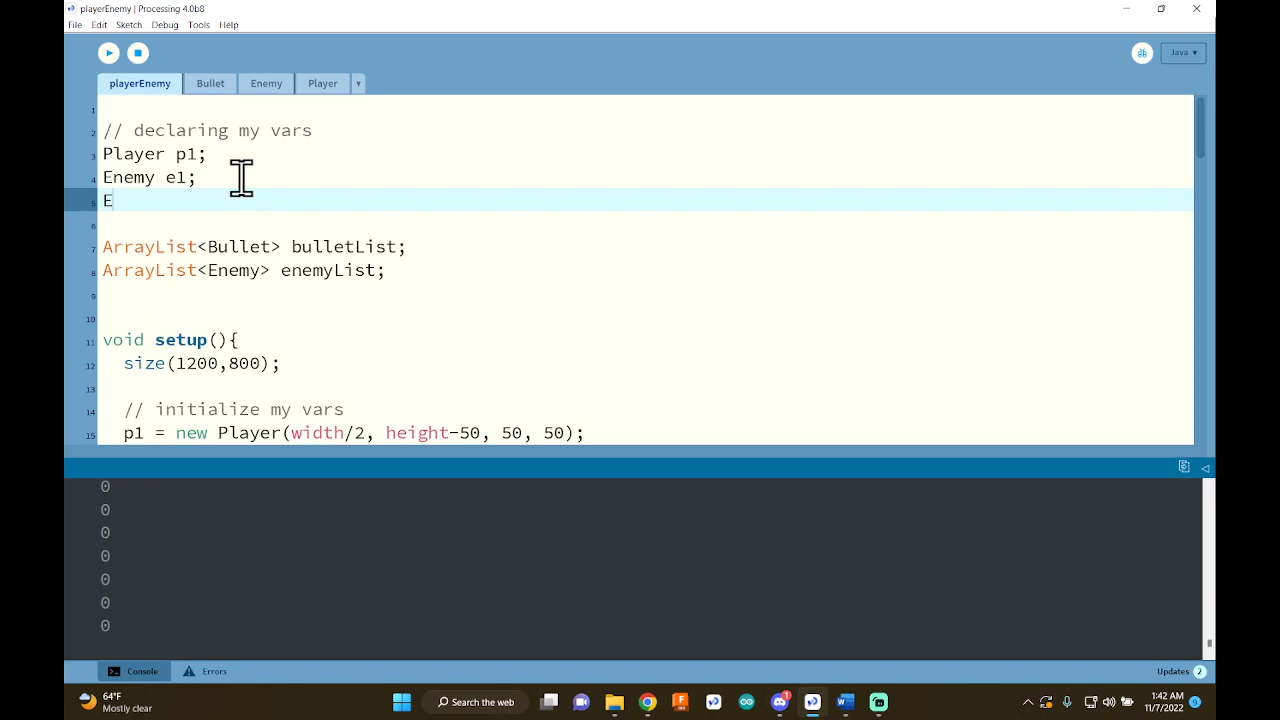 playerEnemy | Processing 4.0b8
File Edit Sketch Debug Tools Help
Java ▾
playerEnemy Bullet Enemy Player ▾
1
2 // declaring my vars
3 Player p1;
4 Enemy e1;
5 E
6
7 ArrayList<Bullet> bulletList;
8 ArrayList<Enemy> enemyList;
9
10
11 void setup(){
12 size(1200,800);
13
14 // initialize my vars
15 p1 = new Player(width/2, height-50, 50, 50);
0
0
0
0
0
0
0
Console Errors Updates 2
64°F
Mostly clear
Search the web
1
1:42 AM
11/7/2022
9